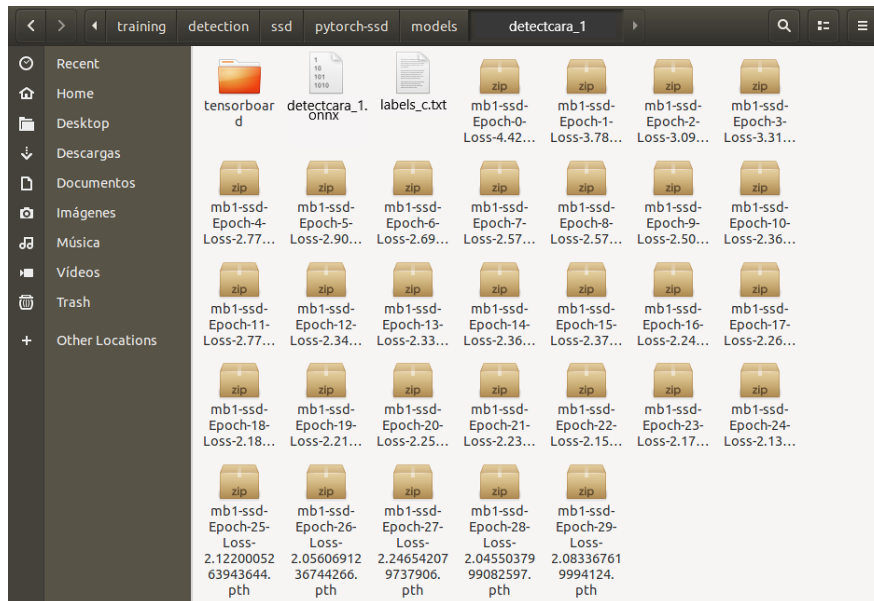 training detection ssd pytorch-ssd models detectcara_1
Recent
Home
Desktop
Descargas
Documentos
Imágenes
Música
Vídeos
Trash
Other Locations
tensorboar
d
1
10
101
1010
detectcara_1.
onnx
labels_c.txt
zip
mb1-ssd-
Epoch-0-
Loss-4.42...
zip
mb1-ssd-
Epoch-1-
Loss-3.78...
zip
mb1-ssd-
Epoch-2-
Loss-3.09...
zip
mb1-ssd-
Epoch-3-
Loss-3.31...
zip
mb1-ssd-
Epoch-4-
Loss-2.77...
zip
mb1-ssd-
Epoch-5-
Loss-2.90...
zip
mb1-ssd-
Epoch-6-
Loss-2.69...
zip
mb1-ssd-
Epoch-7-
Loss-2.57...
zip
mb1-ssd-
Epoch-8-
Loss-2.57...
zip
mb1-ssd-
Epoch-9-
Loss-2.50...
zip
mb1-ssd-
Epoch-10-
Loss-2.36...
zip
mb1-ssd-
Epoch-11-
Loss-2.77...
zip
mb1-ssd-
Epoch-12-
Loss-2.34...
zip
mb1-ssd-
Epoch-13-
Loss-2.33...
zip
mb1-ssd-
Epoch-14-
Loss-2.36...
zip
mb1-ssd-
Epoch-15-
Loss-2.37...
zip
mb1-ssd-
Epoch-16-
Loss-2.24...
zip
mb1-ssd-
Epoch-17-
Loss-2.26...
zip
mb1-ssd-
Epoch-18-
Loss-2.18...
zip
mb1-ssd-
Epoch-19-
Loss-2.21...
zip
mb1-ssd-
Epoch-20-
Loss-2.25...
zip
mb1-ssd-
Epoch-21-
Loss-2.23...
zip
mb1-ssd-
Epoch-22-
Loss-2.15...
zip
mb1-ssd-
Epoch-23-
Loss-2.17...
zip
mb1-ssd-
Epoch-24-
Loss-2.13...
zip
mb1-ssd-
Epoch-25-
Loss-
2.12200052
63943644.
pth
zip
mb1-ssd-
Epoch-26-
Loss-
2.05606912
36744266.
pth
zip
mb1-ssd-
Epoch-27-
Loss-
2.24654207
9737906.
pth
zip
mb1-ssd-
Epoch-28-
Loss-
2.04550379
99082597.
pth
zip
mb1-ssd-
Epoch-29-
Loss-
2.08336761
9994124.
pth